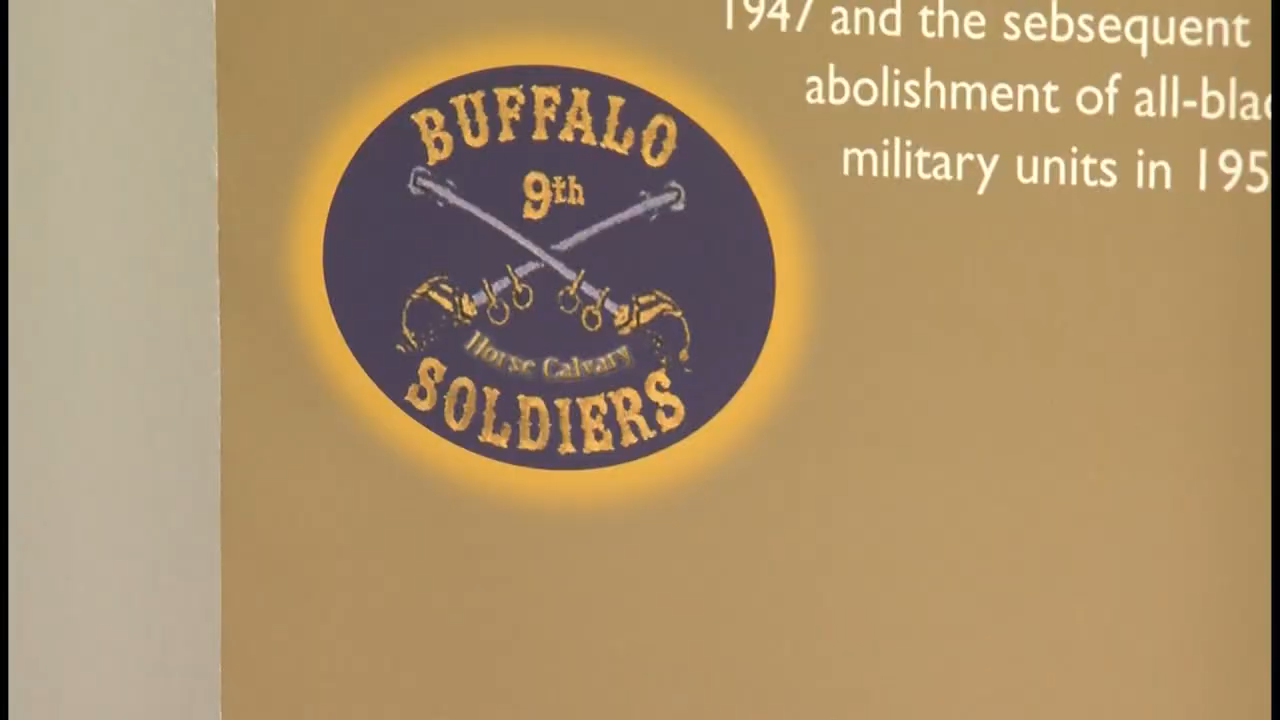 1947 and the sebsequent
abolishment of all-blac
military units in 195
BUFFALO
9th
Horse Calvary
SOLDIERS